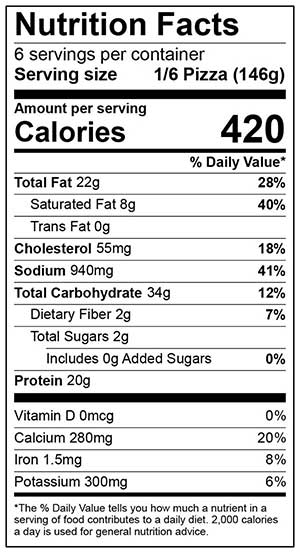 Nutrition Facts
6 servings per container
Serving size 1/6 Pizza (146g)
Amount per serving
Calories 420
% Daily Value*
Total Fat 22g 28%
Saturated Fat 8g 40%
Trans Fat 0g
Cholesterol 55mg 18%
Sodium 940mg 41%
Total Carbohydrate 34g 12%
Dietary Fiber 2g 7%
Total Sugars 2g
Includes 0g Added Sugars 0%
Protein 20g
Vitamin D 0mcg 0%
Calcium 280mg 20%
Iron 1.5mg 8%
Potassium 300mg 6%
*The % Daily Value tells you how much a nutrient in a
serving of food contributes to a daily diet. 2,000 calories
a day is used for general nutrition advice.